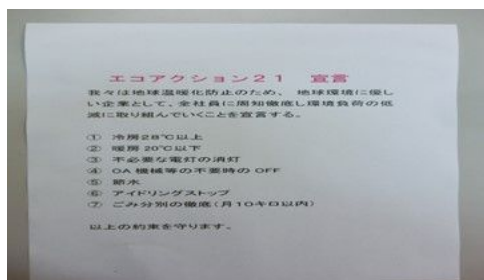 エコアクション21　宣言
我々は地球温暖化防止のため、　地球環境に優し
い企業として、全社員に周知徹底し環境負荷の低
減に取り組んでいくことを宣言する。
① 冷房28℃以上
② 暖房20℃以下
③ 不必要な電灯の消灯
④ OA機械等の不要時のOFF
⑤ 節水
⑥ アイドリングストップ
⑦ ごみ分別の徹底（月10キロ以内）
以上の約束を守ります。